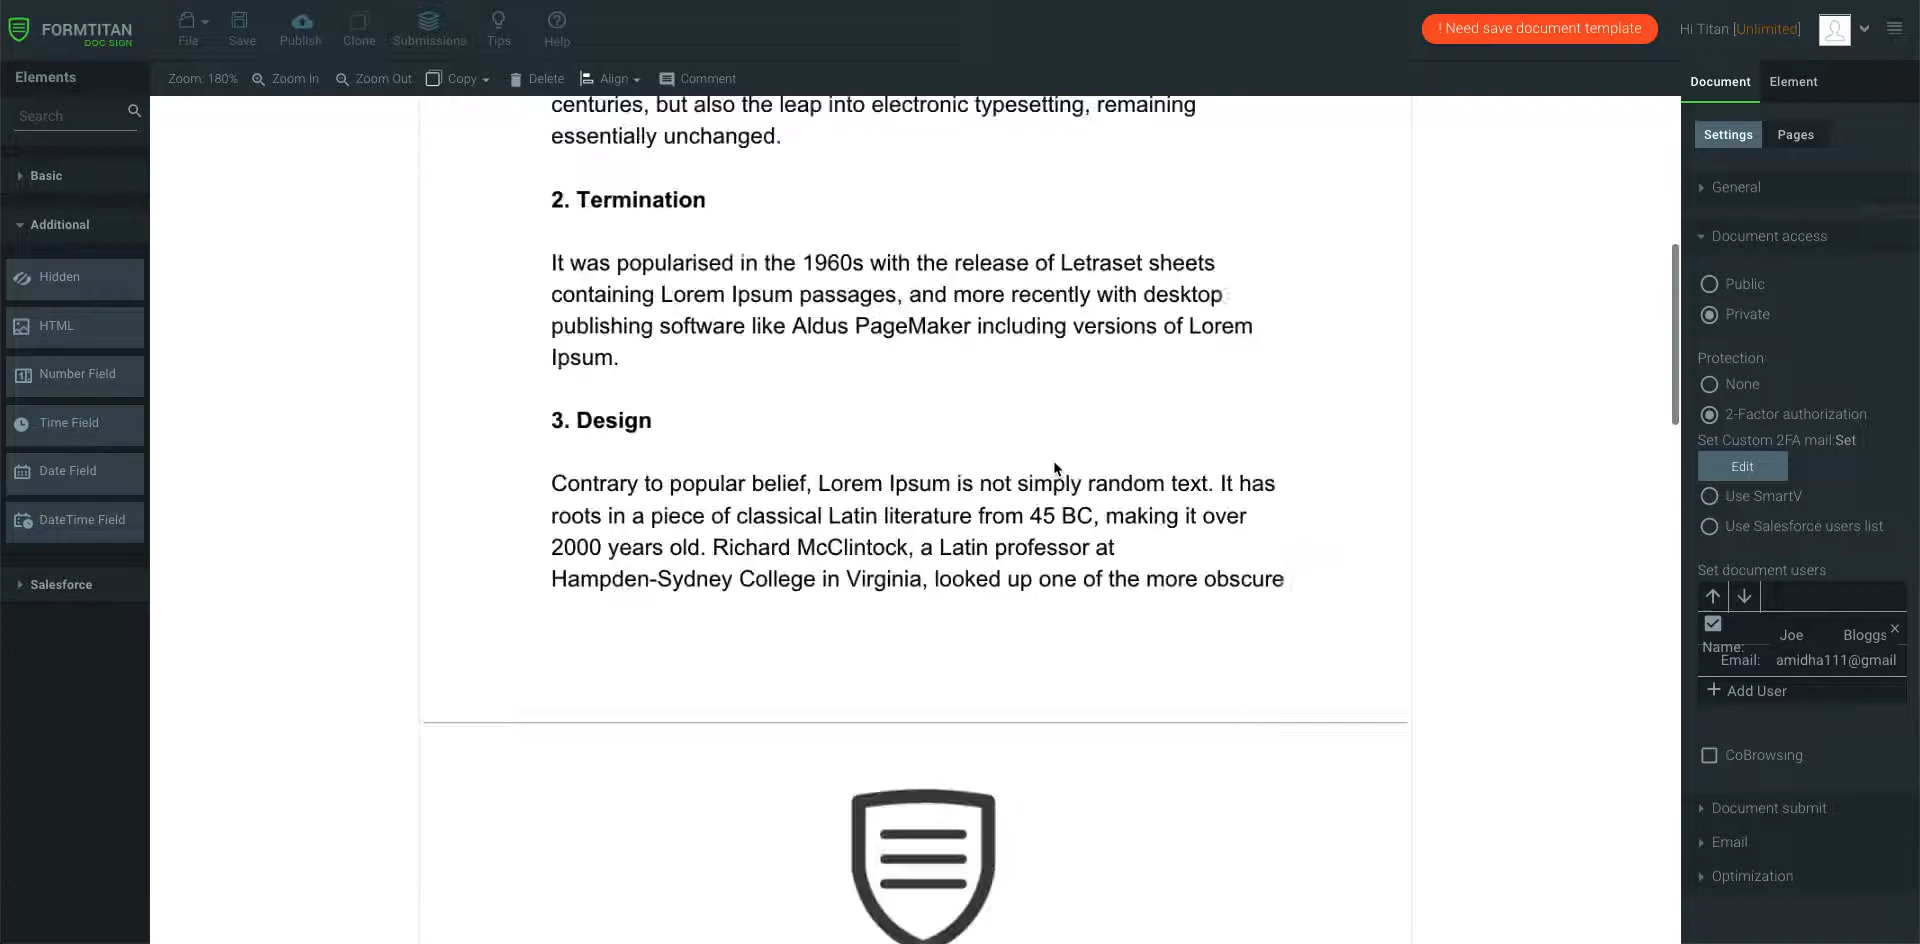 FORMTITAN
DOC SIGN
File
Save
Publish
Clone
Submissions
Tips
Help
! Need save document template
Hi Titan [Unlimited]
Elements
Zoom: 180%
Zoom In
Zoom Out
Copy
Delete
Align
Comment
Document
Element
Search
Basic
Additional
Hidden
HTML
Number Field
Time Field
Date Field
DateTime Field
Salesforce
centuries, but also the leap into electronic typesetting, remaining
essentially unchanged.
2. Termination
It was popularised in the 1960s with the release of Letraset sheets
containing Lorem Ipsum passages, and more recently with desktop
publishing software like Aldus PageMaker including versions of Lorem
Ipsum.
3. Design
Contrary to popular belief, Lorem Ipsum is not simply random text. It has
roots in a piece of classical Latin literature from 45 BC, making it over
2000 years old. Richard McClintock, a Latin professor at
Hampden-Sydney College in Virginia, looked up one of the more obscure
Settings
Pages
General
Document access
Public
Private
Protection
None
2-Factor authorization
Set Custom 2FA mail:Set
Edit
Use SmartV
Use Salesforce users list
Set document users
Name: Joe Bloggs
Email: amidha111@gmail
Add User
CoBrowsing
Document submit
Email
Optimization